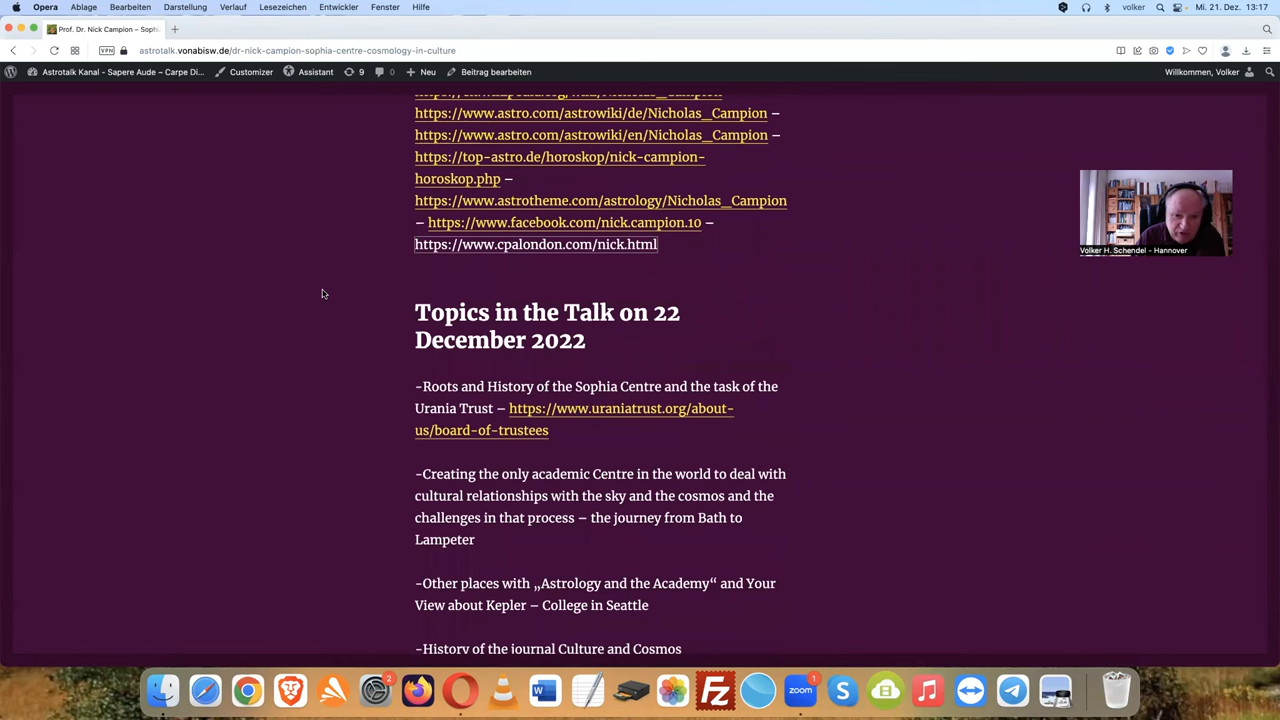 Opera Ablage Bearbeiten Darstellung Verlauf Lesezeichen Entwickler Fenster Hilfe volker Mi. 21. Dez. 13:17
Prof. Dr. Nick Campion – Soph
VPN astrotalk.vonabisw.de/dr-nick-campion-sophia-centre-cosmology-in-culture
Astrotalk Kanal - Sapere Aude – Carpe Di... Customizer Assistant 9 0 Neu Beitrag bearbeiten Willkommen, Volker
https://www.astro.com/astrowiki/de/Nicholas_Campion –
https://www.astro.com/astrowiki/en/Nicholas_Campion –
https://top-astro.de/horoskop/nick-campion-
horoskop.php –
https://www.astrotheme.com/astrology/Nicholas_Campion
– https://www.facebook.com/nick.campion.10 –
https://www.cpalondon.com/nick.html
Volker H. Schendel - Hannover
Topics in the Talk on 22
December 2022
-Roots and History of the Sophia Centre and the task of the
Urania Trust – https://www.uraniatrust.org/about-
us/board-of-trustees
-Creating the only academic Centre in the world to deal with
cultural relationships with the sky and the cosmos and the
challenges in that process – the journey from Bath to
Lampeter
-Other places with „Astrology and the Academy“ and Your
View about Kepler – College in Seattle
-History of the journal Culture and Cosmos
2
1
zoom